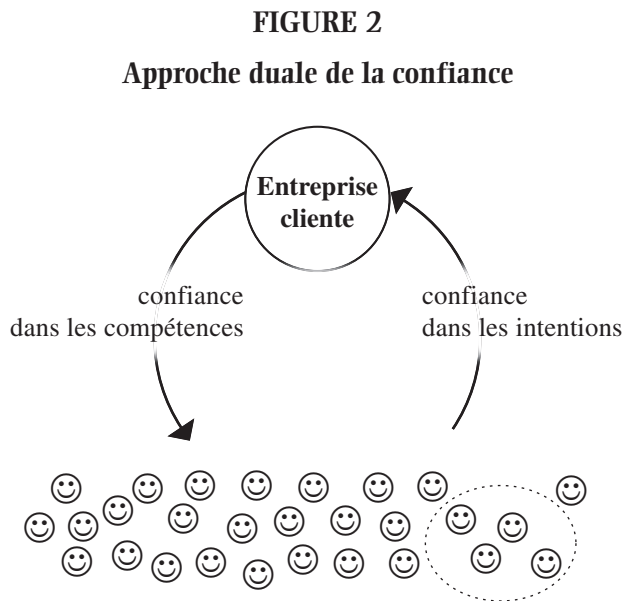 FIGURE 2
Approche duale de la confiance
Entreprise
cliente
confiance
dans les compétences
confiance
dans les intentions